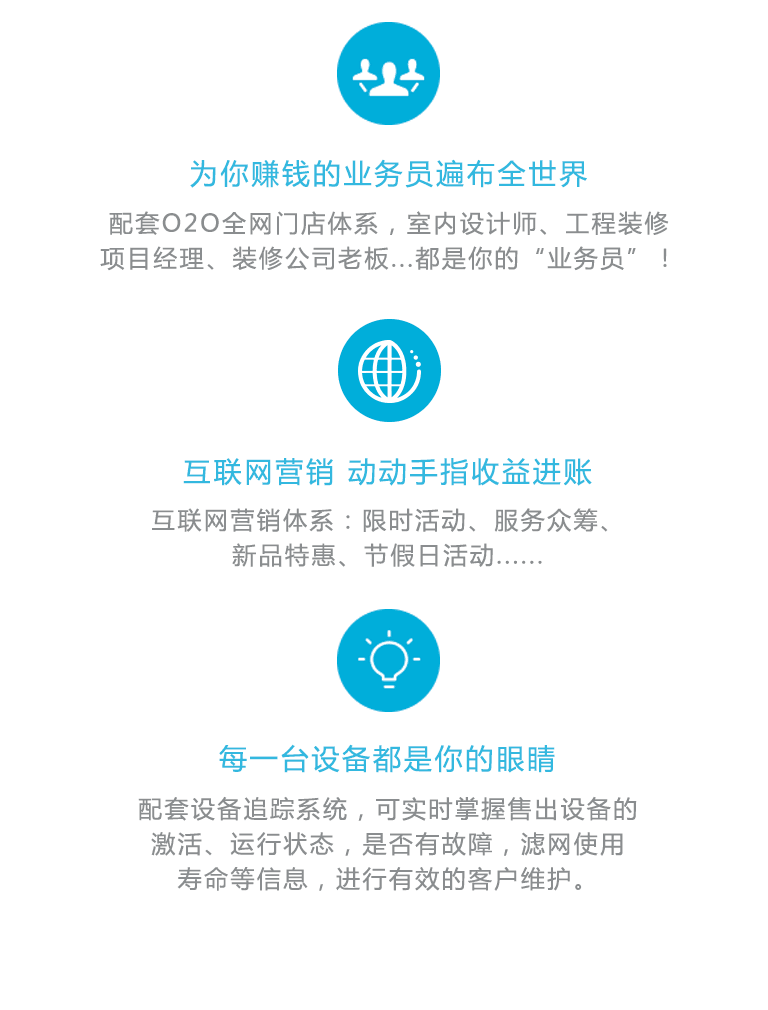 为你赚钱的业务员遍布全世界
配套O2O全网门店体系，室内设计师、工程装修
项目经理、装修公司老板...都是你的“业务员”！
互联网营销 动动手指收益进账
互联网营销体系：限时活动、服务众筹、
新品特惠、节假日活动......
每一台设备都是你的眼睛
配套设备追踪系统，可实时掌握售出设备的
激活、运行状态，是否有故障，滤网使用
寿命等信息，进行有效的客户维护。